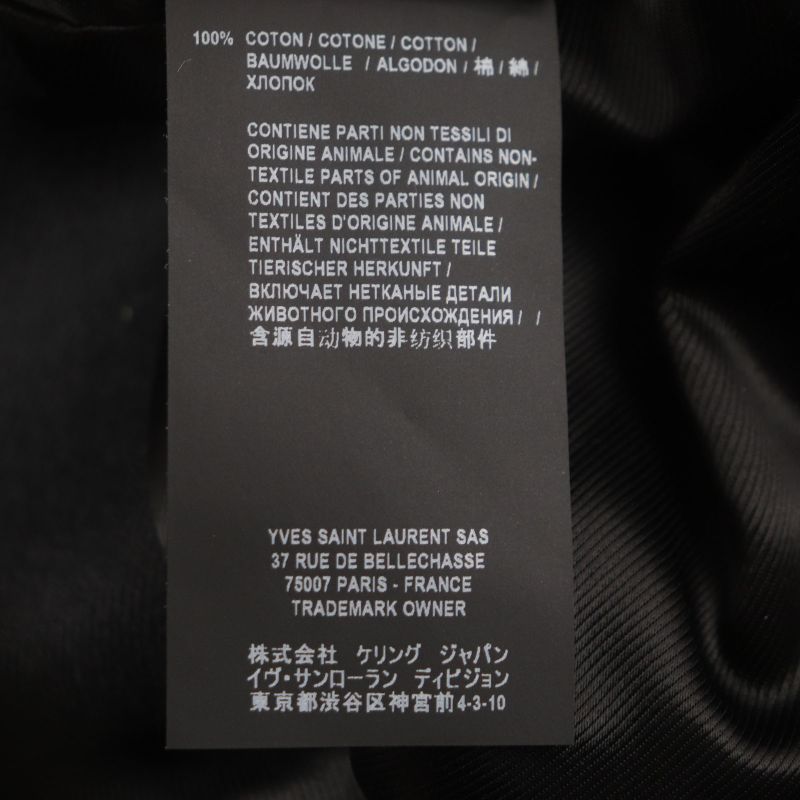 100% COTON / COTONE / COTTON /
BAUMWOLLE / ALGODON / 棉 / 綿 /
ХЛОПОК
CONTIENE PARTI NON TESSILI DI
ORIGINE ANIMALE / CONTAINS NON-
TEXTILE PARTS OF ANIMAL ORIGIN /
CONTIENT DES PARTIES NON
TEXTILES D'ORIGINE ANIMALE /
ENTHÄLT NICHTTEXTILE TEILE
TIERISCHER HERKUNFT /
ВКЛЮЧАЕТ НЕТКАНЫЕ ДЕТАЛИ
ЖИВОТНОГО ПРОИСХОЖДЕНИЯ / /
含源自动物的非纺织部件
YVES SAINT LAURENT SAS
37 RUE DE BELLECHASSE
75007 PARIS - FRANCE
TRADEMARK OWNER
株式会社 ケリング ジャパン
イヴ・サンローラン ディビジョン
東京都渋谷区神宮前4-3-10